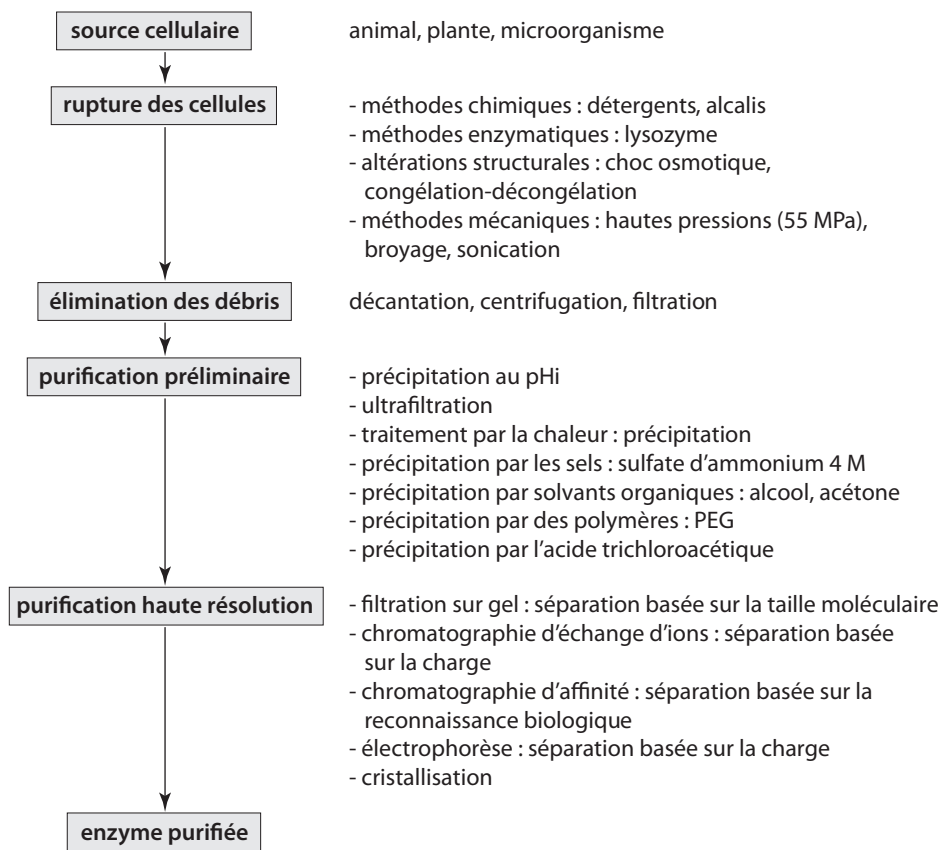 source cellulaire
animal, plante, microorganisme
rupture des cellules
- méthodes chimiques : détergents, alcalis
- méthodes enzymatiques : lysozyme
- altérations structurales : choc osmotique,
congélation-décongélation
- méthodes mécaniques : hautes pressions (55 MPa),
broyage, sonication
élimination des débris
décantation, centrifugation, filtration
purification préliminaire
- précipitation au pHi
- ultrafiltration
- traitement par la chaleur : précipitation
- précipitation par les sels : sulfate d'ammonium 4 M
- précipitation par solvants organiques : alcool, acétone
- précipitation par des polymères : PEG
- précipitation par l'acide trichloroacétique
purification haute résolution
- filtration sur gel : séparation basée sur la taille moléculaire
- chromatographie d'échange d'ions : séparation basée
sur la charge
- chromatographie d'affinité : séparation basée sur la
reconnaissance biologique
- électrophorèse : séparation basée sur la charge
- cristallisation
enzyme purifiée